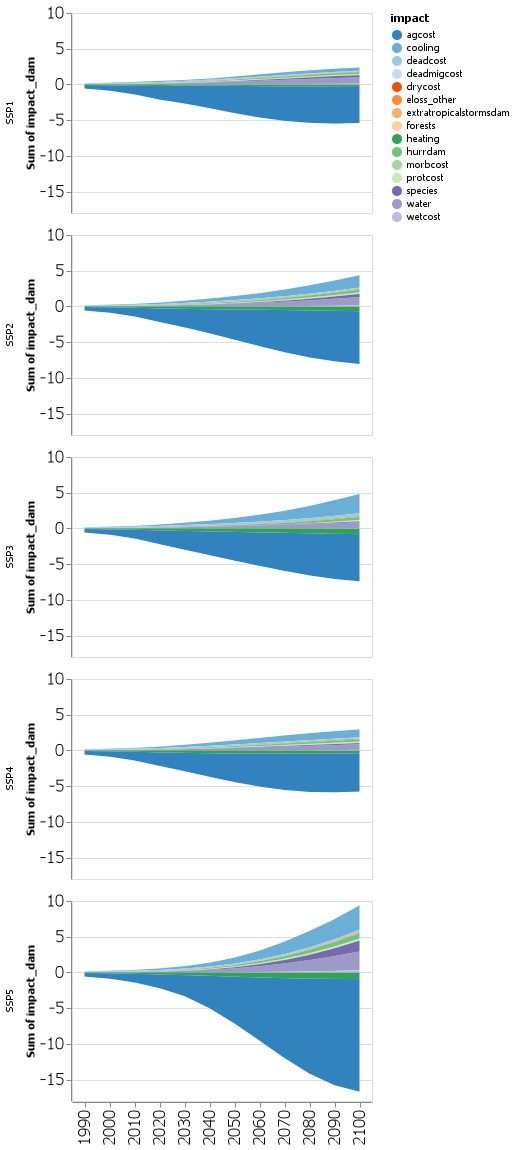 impact
agcost
cooling
deadcost
deadmigcost
drycost
eloss_other
extratropicalstormsdam
forests
heating
hurrdam
morbcost
protcost
species
water
wetcost
SSP1
Sum of impact_dam
10
5
0
-5
-10
-15
SSP2
Sum of impact_dam
10
5
0
-5
-10
-15
SSP3
Sum of impact_dam
10
5
0
-5
-10
-15
SSP4
Sum of impact_dam
10
5
0
-5
-10
-15
SSP5
Sum of impact_dam
10
5
0
-5
-10
-15
1990 2000 2010 2020 2030 2040 2050 2060 2070 2080 2090 2100